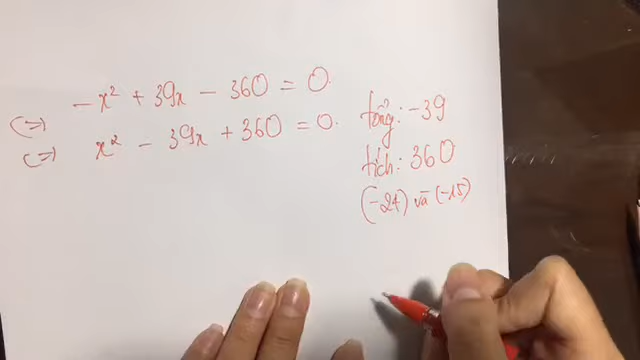 <=> -x² + 39x - 360 = 0.
<=> x² - 39x + 360 = 0.
tổng: -39
tích: 360
(-24) và (-15)